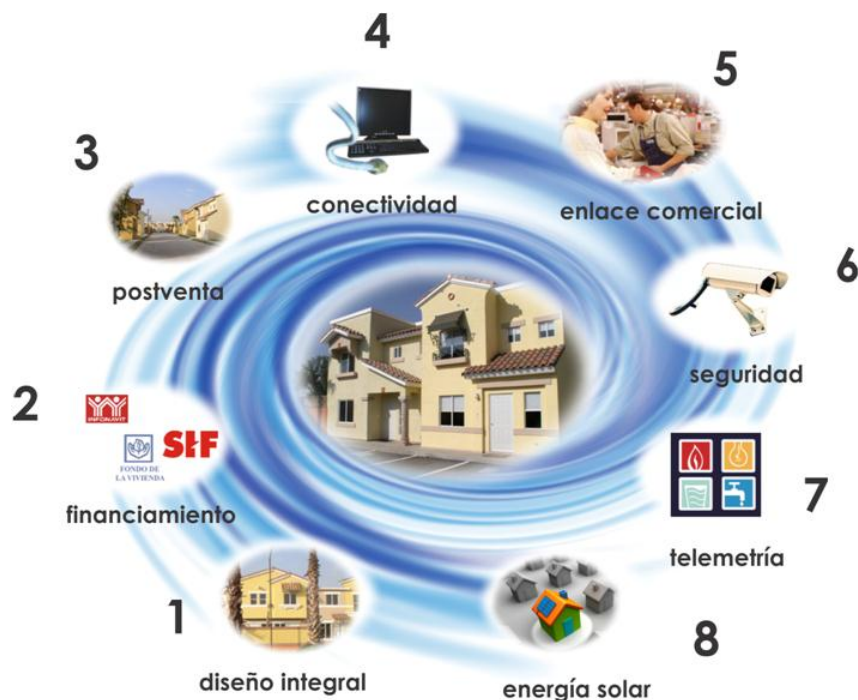 4
conectividad
5
enlace comercial
3
postventa
6
seguridad
2
INFONAVIT
SHF
FONDO DE
LA VIVIENDA
financiamiento
7
telemetría
1
diseño integral
8
energía solar